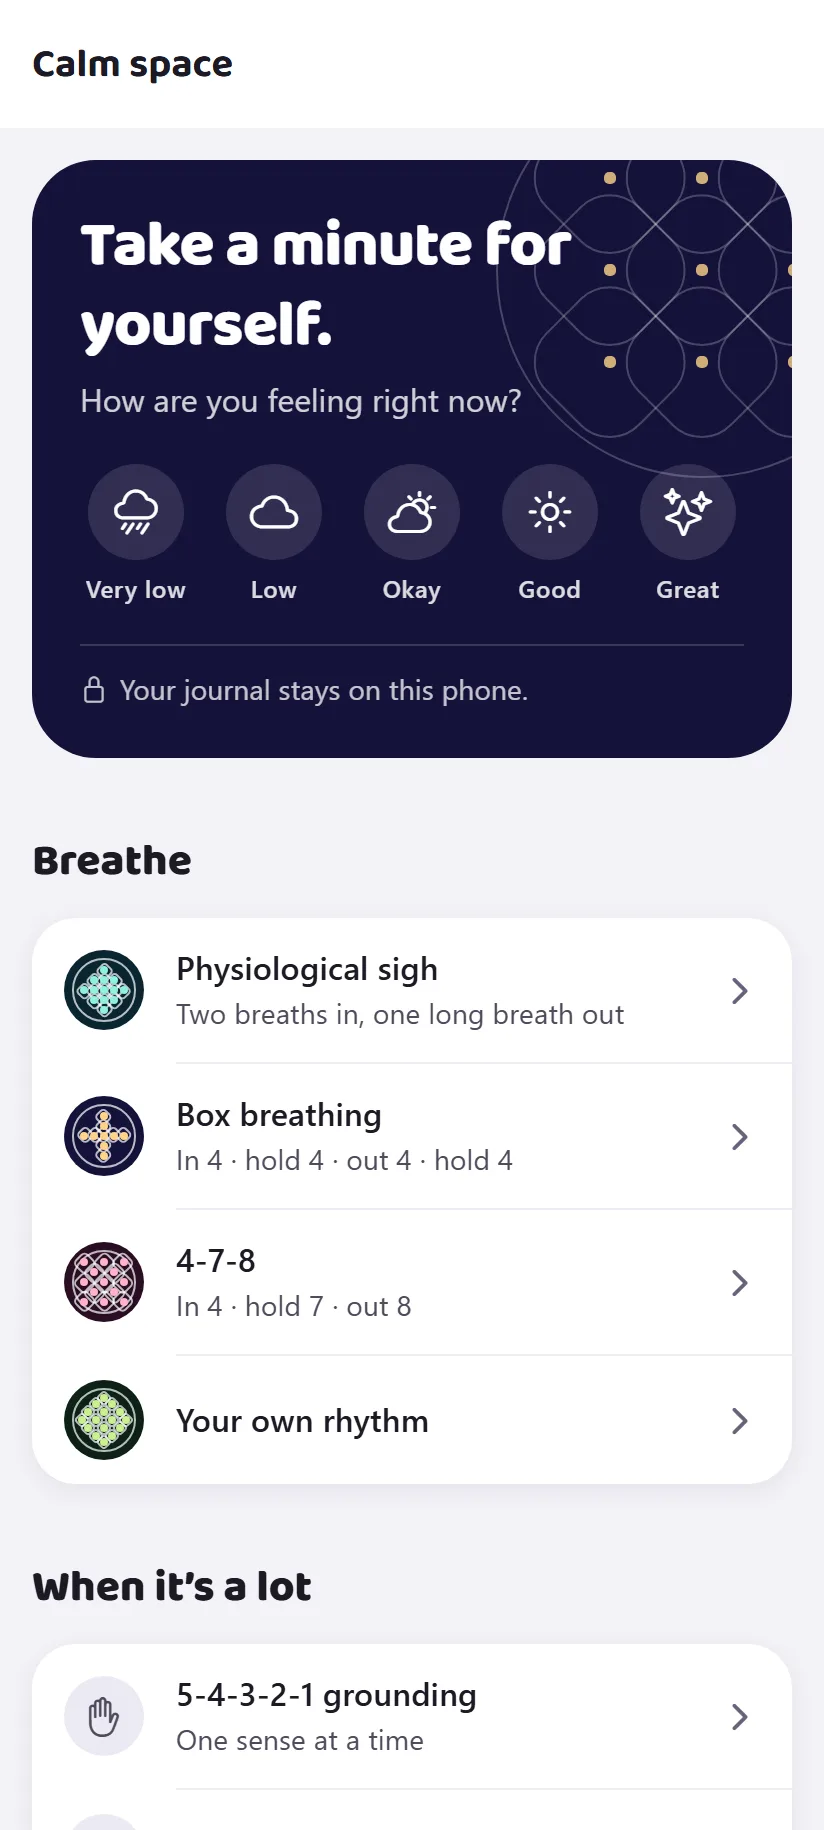 Calm space
Take a minute for
yourself.
How are you feeling right now?
Very low
Low
Okay
Good
Great
Your journal stays on this phone.
Breathe
Physiological sigh
Two breaths in, one long breath out
Box breathing
In 4 · hold 4 · out 4 · hold 4
4-7-8
In 4 · hold 7 · out 8
Your own rhythm
When it’s a lot
5-4-3-2-1 grounding
One sense at a time